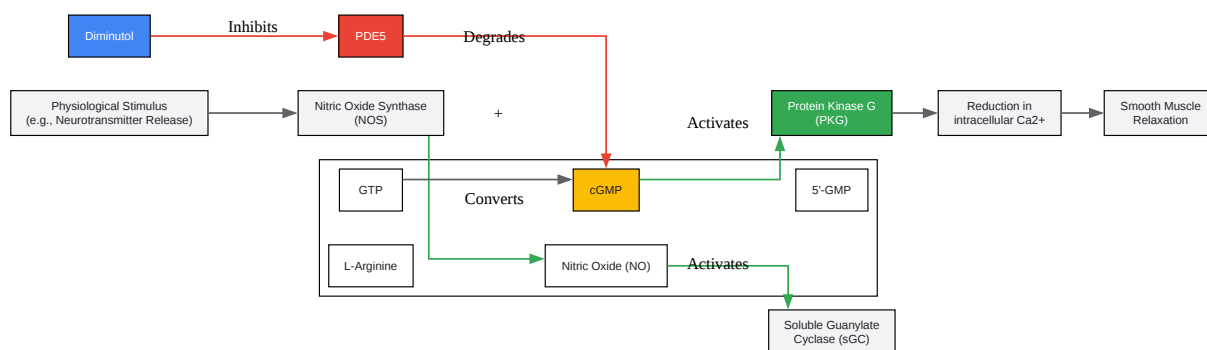 Diminutol
Inhibits
PDE5
Degrades
Physiological Stimulus
(e.g., Neurotransmitter Release)
Nitric Oxide Synthase
(NOS)
+
Activates
Protein Kinase G
(PKG)
Reduction in
intracellular Ca2+
Smooth Muscle
Relaxation
GTP
Converts
cGMP
5'-GMP
L-Arginine
Nitric Oxide (NO)
Activates
Soluble Guanylate
Cyclase (sGC)